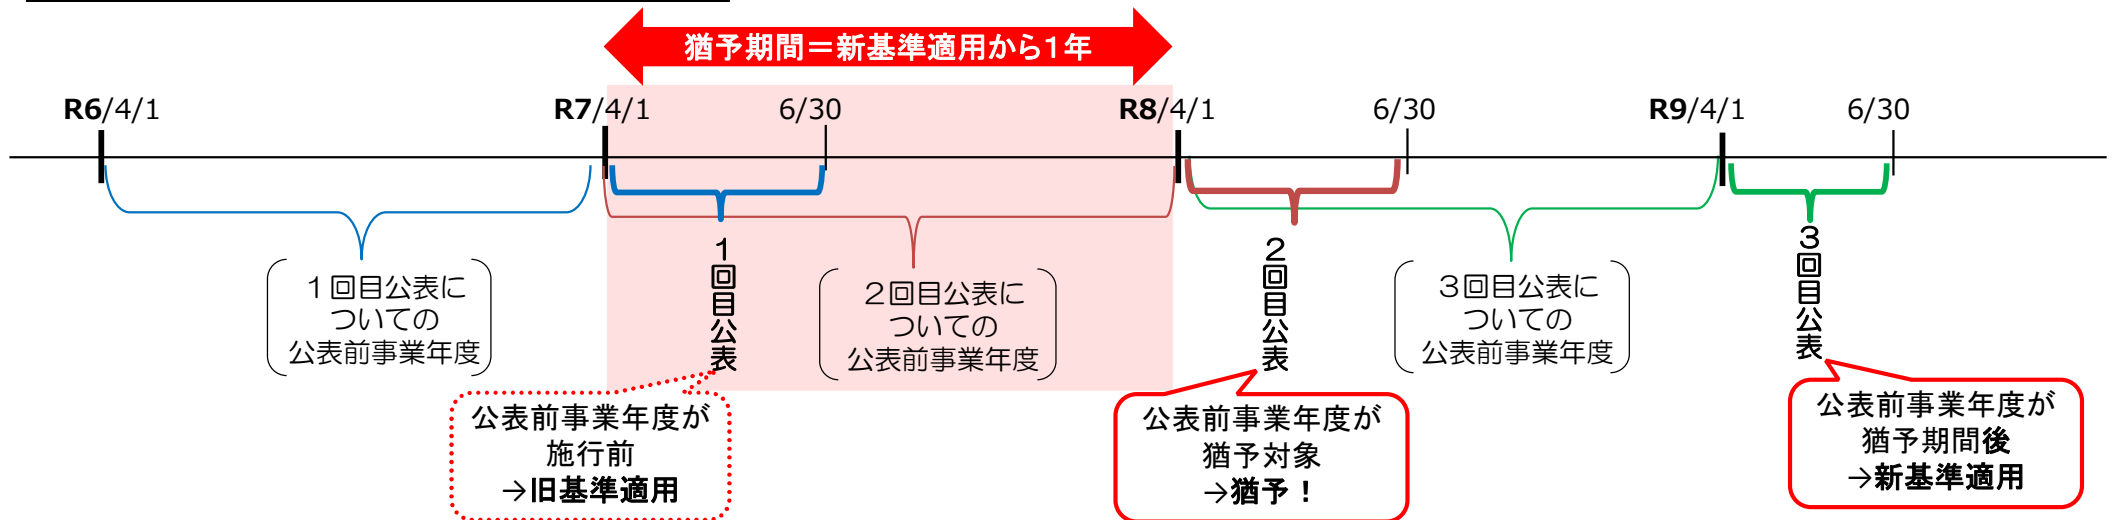 猶予期間＝新基準適用から１年
R6/4/1
R7/4/1
6/30
R8/4/1
6/30
R9/4/1
6/30
１回目公表に
ついての
公表前事業年度
１回目公表
２回目公表に
ついての
公表前事業年度
２回目公表
３回目公表に
ついての
公表前事業年度
３回目公表
公表前事業年度が
施行前
→旧基準適用
公表前事業年度が
猶予対象
→猶予！
公表前事業年度が
猶予期間後
→新基準適用